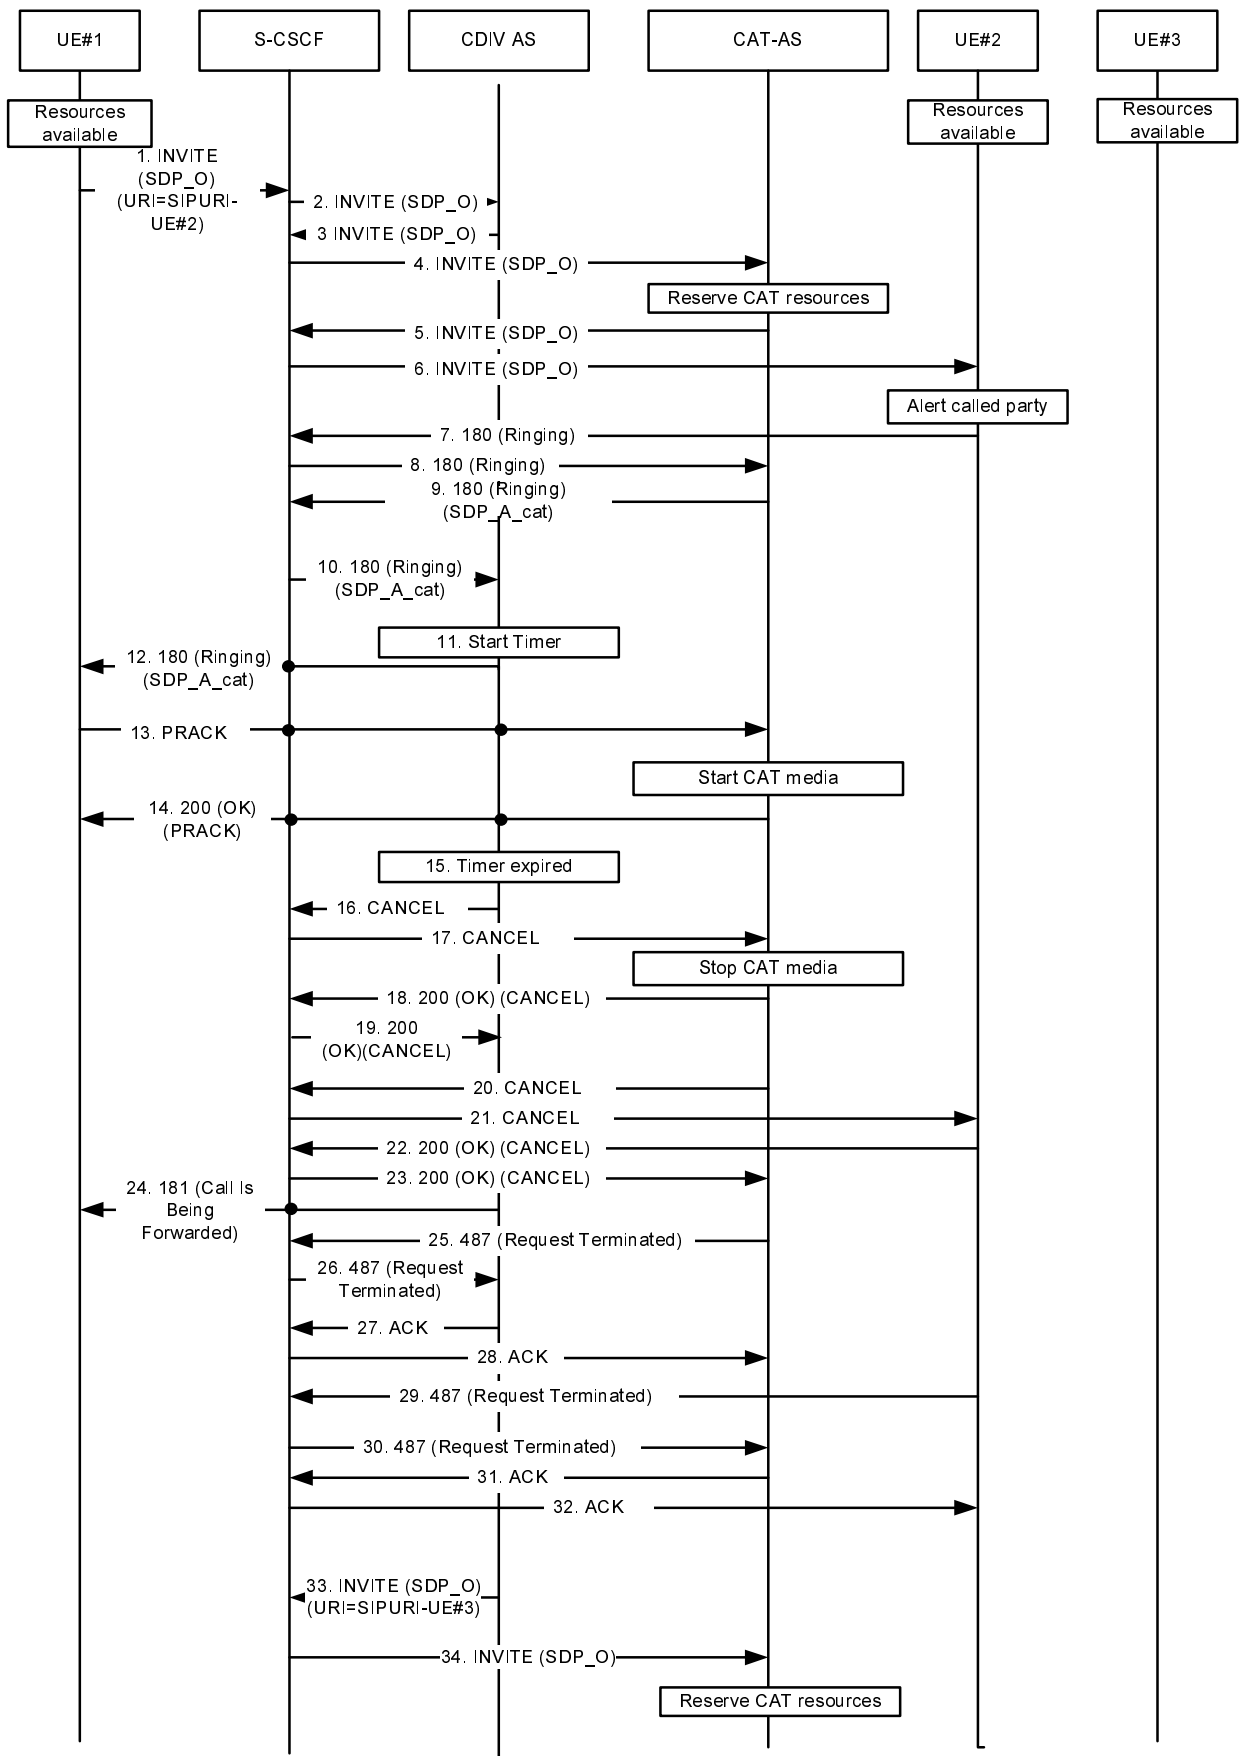 UE#1
S-CSCF
CDIV AS
CAT-AS
UE#2
UE#3
Resources
available
Resources
available
Resources
available
1. INVITE
(SDP_O)
(URI=SIPURI-
UE#2)
2. INVITE (SDP_O)
3 INVITE (SDP_O)
4. INVITE (SDP_O)
Reserve CAT resources
5. INVITE (SDP_O)
6. INVITE (SDP_O)
Alert called party
7. 180 (Ringing)
8. 180 (Ringing)
9. 180 (Ringing)
(SDP_A_cat)
10. 180 (Ringing)
(SDP_A_cat)
11. Start Timer
12. 180 (Ringing)
(SDP_A_cat)
13. PRACK
Start CAT media
14. 200 (OK)
(PRACK)
15. Timer expired
16. CANCEL
17. CANCEL
Stop CAT media
18. 200 (OK) (CANCEL)
19. 200
(OK)(CANCEL)
20. CANCEL
21. CANCEL
22. 200 (OK) (CANCEL)
23. 200 (OK) (CANCEL)
24. 181 (Call Is
Being
Forwarded)
25. 487 (Request Terminated)
26. 487 (Request
Terminated)
27. ACK
28. ACK
29. 487 (Request Terminated)
30. 487 (Request Terminated)
31. ACK
32. ACK
33. INVITE (SDP_O)
(URI=SIPURI-UE#3)
34. INVITE (SDP_O)
Reserve CAT resources